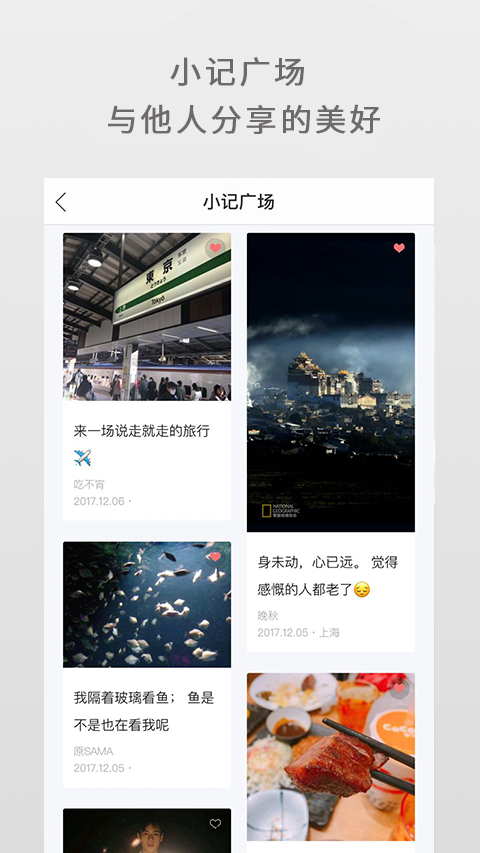 小记广场
与他人分享的美好
小记广场
東京
Tōkyō
来一场说走就走的旅行
✈️
吃不宵
2017.12.06 ·
NATIONAL
GEOGRAPHIC
身未动，心已远。 觉得
感慨的人都老了😔
晚秋
2017.12.05 · 上海
我隔着玻璃看鱼； 鱼是
不是也在看我呢
原SAMA
2017.12.05 ·